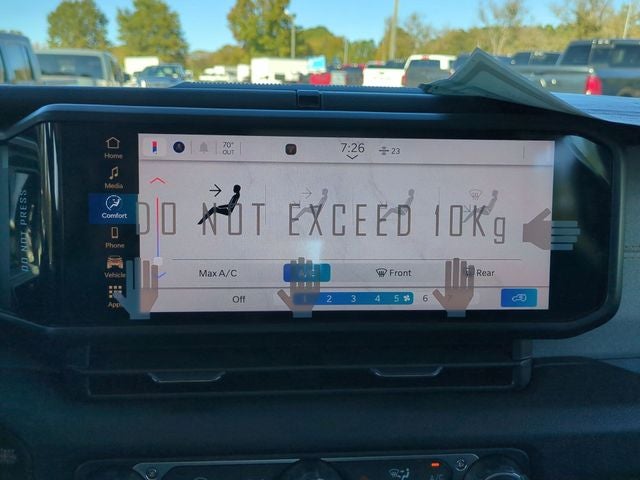 Home
70°
OUT
7:26
23
Media
Comfort
DO NOT EXCEED 10Kg
DO NOT PRESS
Phone
Vehicle
Max A/C
Front
Rear
Apps
Off
2 3 4 5 6 7